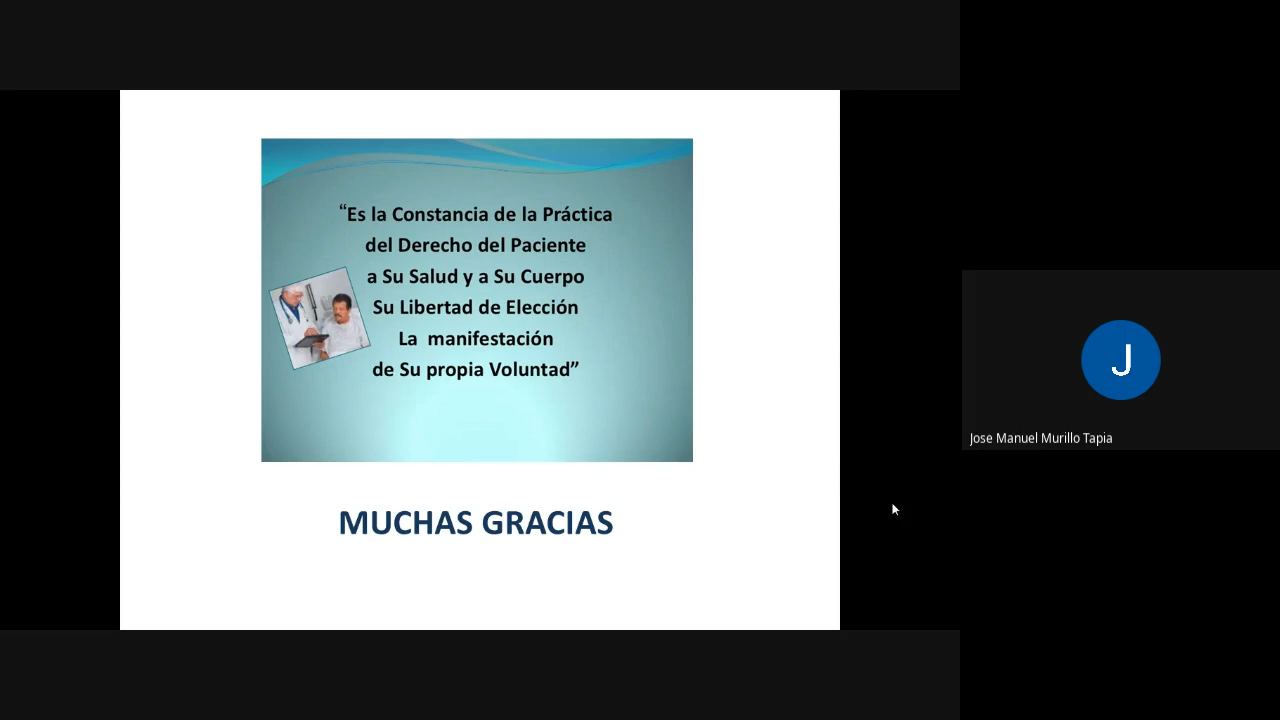 “Es la Constancia de la Práctica
del Derecho del Paciente
a Su Salud y a Su Cuerpo
Su Libertad de Elección
La  manifestación
de Su propia Voluntad”
MUCHAS GRACIAS
J
Jose Manuel Murillo Tapia